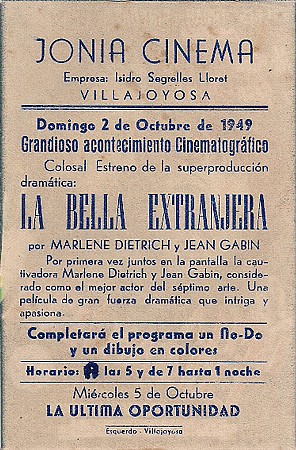 JONIA CINEMA
Empresa: Isidro Segrelles Lloret
VILLAJOYOSA
Domingo 2 de Octubre de 1949
Grandioso acontecimiento Cinematográfico
Colosal Estreno de la superproducción
dramática:
LA BELLA EXTRANJERA
por MARLENE DIETRICH y JEAN GABIN
Por primera vez juntos en la pantalla la cau-
tivadora Marlene Dietrich y Jean Gabin, conside-
rado como el mejor actor del séptimo arte. Una
película de gran fuerza dramática que intriga y
apasiona.
Completará el programa un No-Do
y un dibujo en colores
Horario: A las 5 y de 7 hasta 1 noche
Miércoles 5 de Octubre
LA ULTIMA OPORTUNIDAD
Esquerdo - Villajoyosa